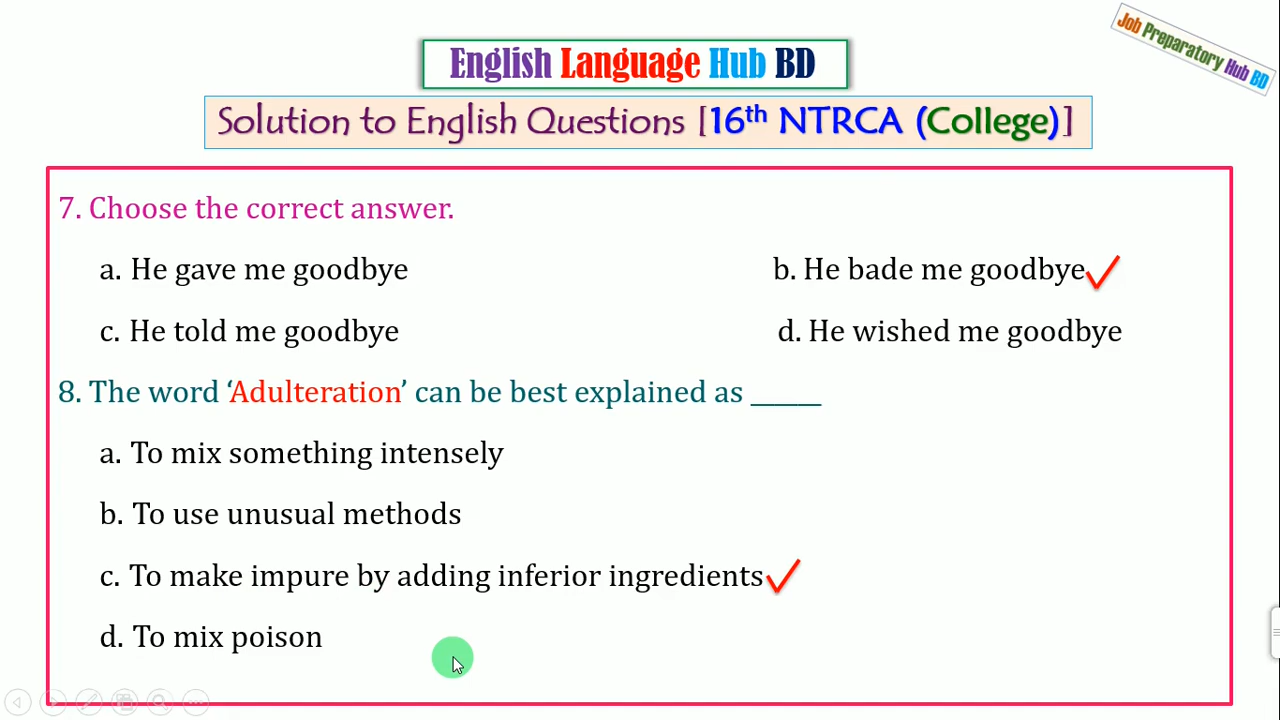 Job Preparatory Hub BD
English Language Hub BD
Solution to English Questions [16th NTRCA (College)]
7. Choose the correct answer.
a. He gave me goodbye b. He bade me goodbye
c. He told me goodbye d. He wished me goodbye
8. The word ‘Adulteration’ can be best explained as ______
a. To mix something intensely
b. To use unusual methods
c. To make impure by adding inferior ingredients
d. To mix poison